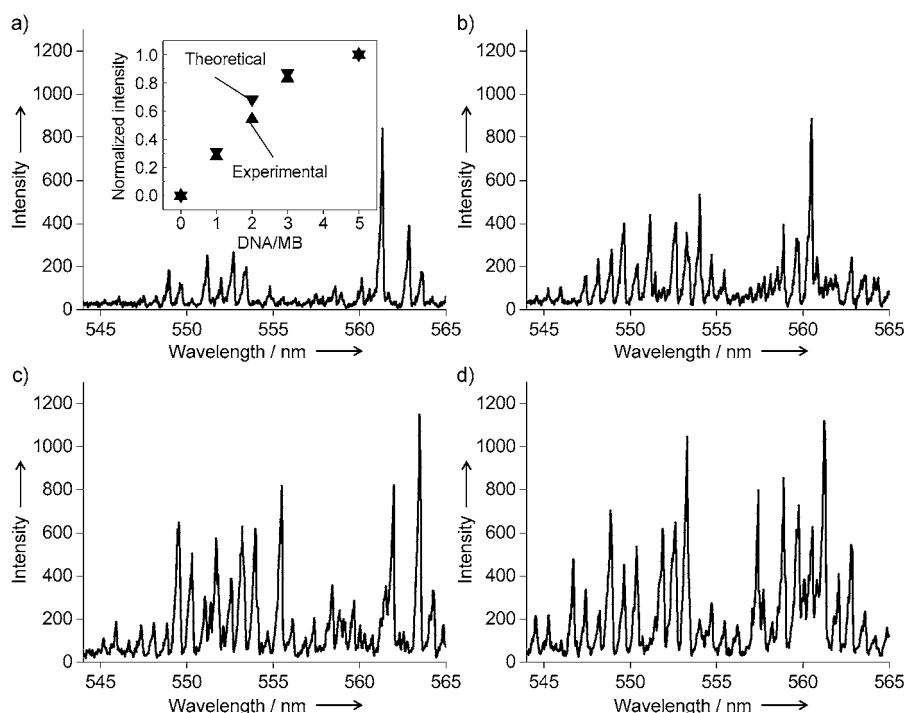 a)
1200
1000
800
600
400
200
0
Intensity
545 550 555 560 565
Wavelength / nm
Normalized intensity
1.0
0.8
0.6
0.4
0.2
0.0
Theoretical
Experimental
0 1 2 3 4 5
DNA/MB
b)
1200
1000
800
600
400
200
0
Intensity
545 550 555 560 565
Wavelength / nm
c)
1200
1000
800
600
400
200
0
Intensity
545 550 555 560 565
Wavelength / nm
d)
1200
1000
800
600
400
200
0
Intensity
545 550 555 560 565
Wavelength / nm